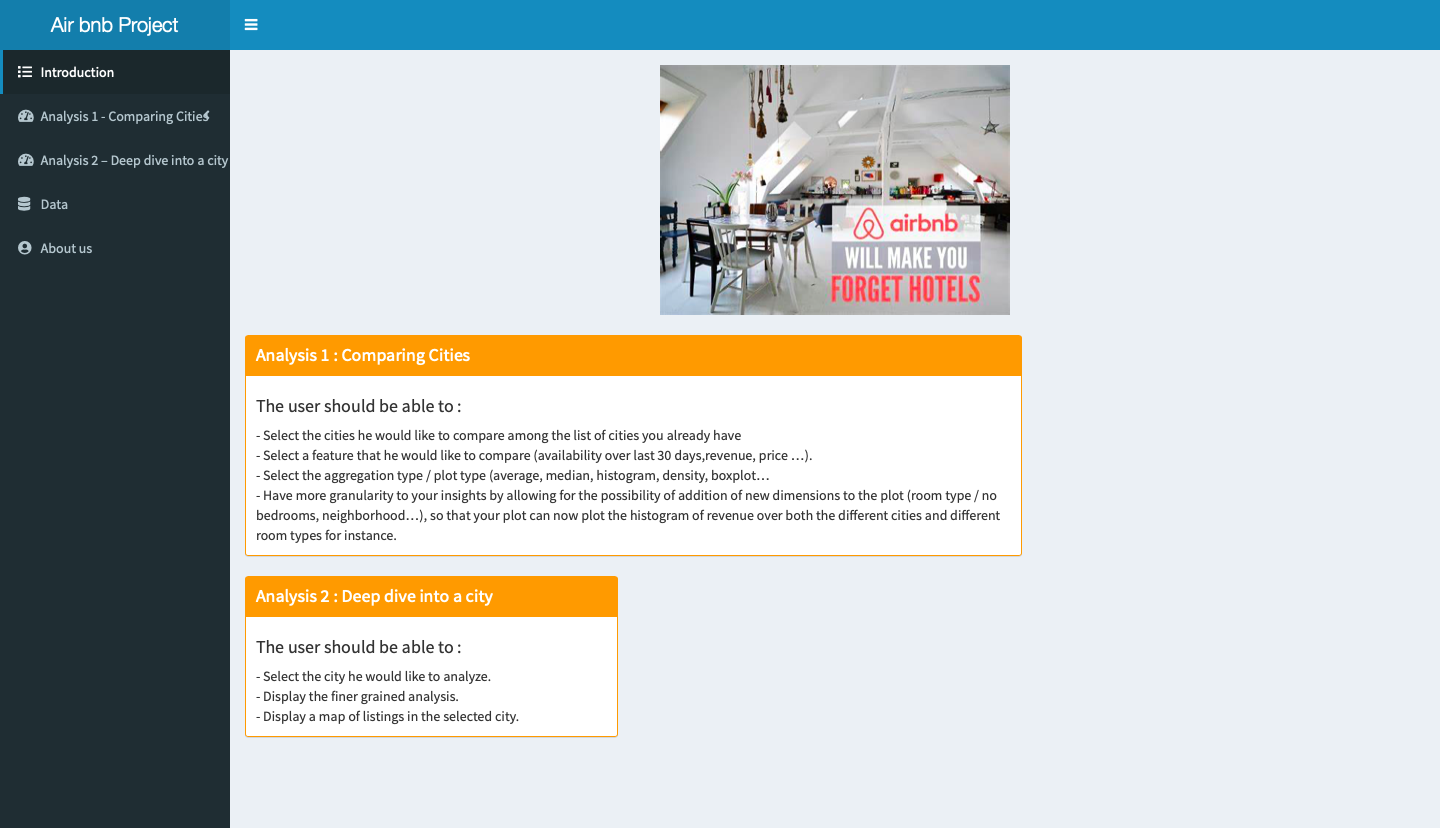 Air bnb Project
Introduction
Analysis 1 - Comparing Cities
Analysis 2 – Deep dive into a city
Data
About us
airbnb
WILL MAKE YOU
FORGET HOTELS
Analysis 1 : Comparing Cities
The user should be able to :
- Select the cities he would like to compare among the list of cities you already have
- Select a feature that he would like to compare (availability over last 30 days,revenue, price …).
- Select the aggregation type / plot type (average, median, histogram, density, boxplot…
- Have more granularity to your insights by allowing for the possibility of addition of new dimensions to the plot (room type / no
bedrooms, neighborhood…), so that your plot can now plot the histogram of revenue over both the different cities and different
room types for instance.
Analysis 2 : Deep dive into a city
The user should be able to :
- Select the city he would like to analyze.
- Display the finer grained analysis.
- Display a map of listings in the selected city.